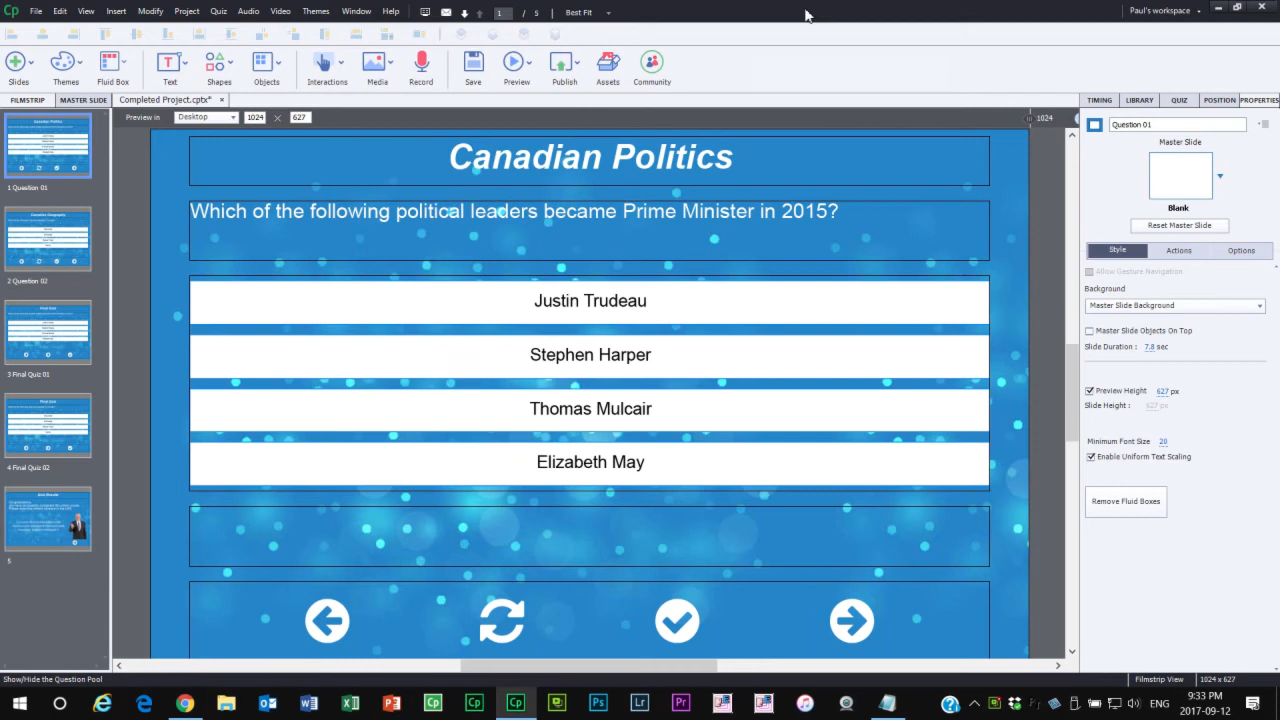 Cp File Edit View Insert Modify Project Quiz Audio Video Themes Window Help 1 / 5 Best Fit Paul's workspace
Slides Themes Fluid Box Text Shapes Objects Interactions Media Record Save Preview Publish Assets Community
FILMSTRIP MASTER SLIDE Completed Project.cptx* × TIMING LIBRARY QUIZ POSITION PROPERTIES
Preview in Desktop 1024 × 627 1024
Canadian Politics
Which of the following political leaders became Prime Minister in 2015?
Justin Trudeau
Stephen Harper
Thomas Mulcair
Elizabeth May
1 Question 01
2 Question 02
3 Final Quiz 01
4 Final Quiz 02
5
Question 01
Master Slide
Blank
Reset Master Slide
Style Actions Options
Allow Gesture Navigation
Background
Master Slide Background
Master Slide Objects On Top
Slide Duration : 7.8 sec
Preview Height 627 px
Slide Height : 627 px
Minimum Font Size 20
Enable Uniform Text Scaling
Remove Fluid Boxes
Show/Hide the Question Pool Filmstrip View 1024 x 627
ENG 9:33 PM
2017-09-12